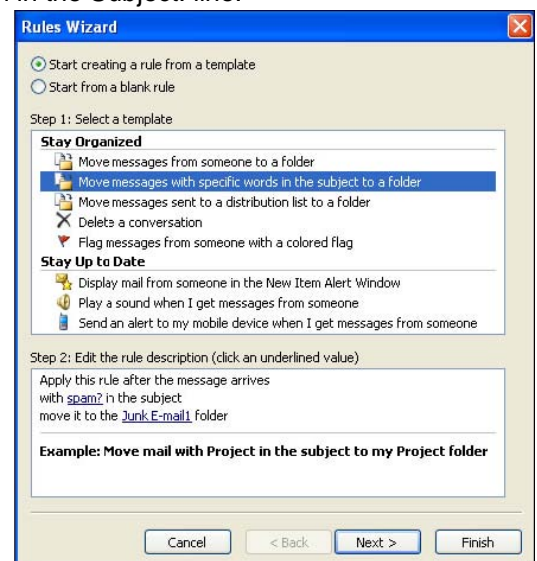 in the Subject: line.
Rules Wizard
Start creating a rule from a template
Start from a blank rule
Step 1: Select a template
Stay Organized
Move messages from someone to a folder
Move messages with specific words in the subject to a folder
Move messages sent to a distribution list to a folder
Delete a conversation
Flag messages from someone with a colored flag
Stay Up to Date
Display mail from someone in the New Item Alert Window
Play a sound when I get messages from someone
Send an alert to my mobile device when I get messages from someone
Step 2: Edit the rule description (click an underlined value)
Apply this rule after the message arrives
with spam? in the subject
move it to the Junk E-mail1 folder
Example: Move mail with Project in the subject to my Project folder
Cancel < Back Next > Finish